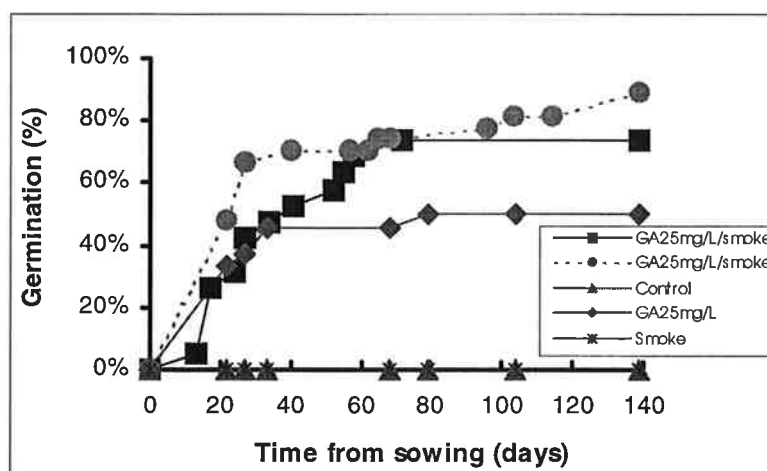 100%
80%
60%
40%
20%
0%
Germination (%)
0 20 40 60 80 100 120 140
Time from sowing (days)
GA25mg/L/smoke
GA25mg/L/smoke
Control
GA25mg/L
Smoke